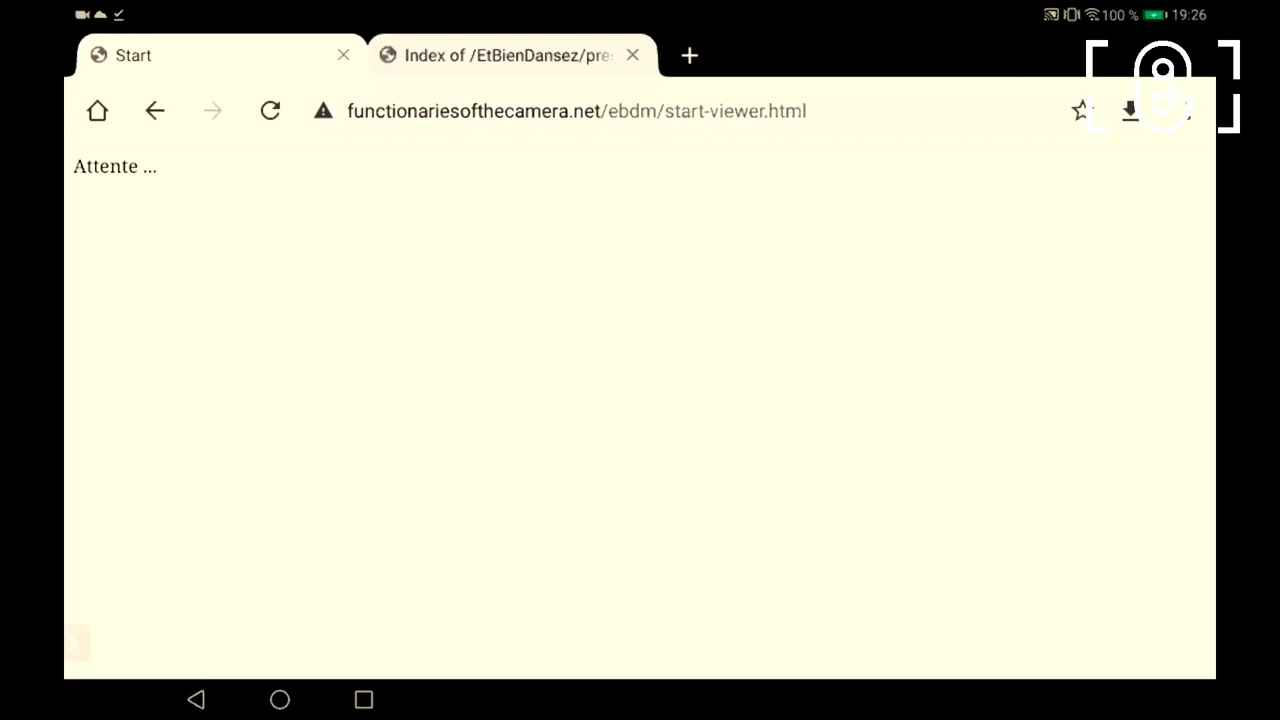 100 % 19:26
Start
Index of /EtBienDansez/pre
functionariesofthecamera.net/ebdm/start-viewer.html
Attente ...